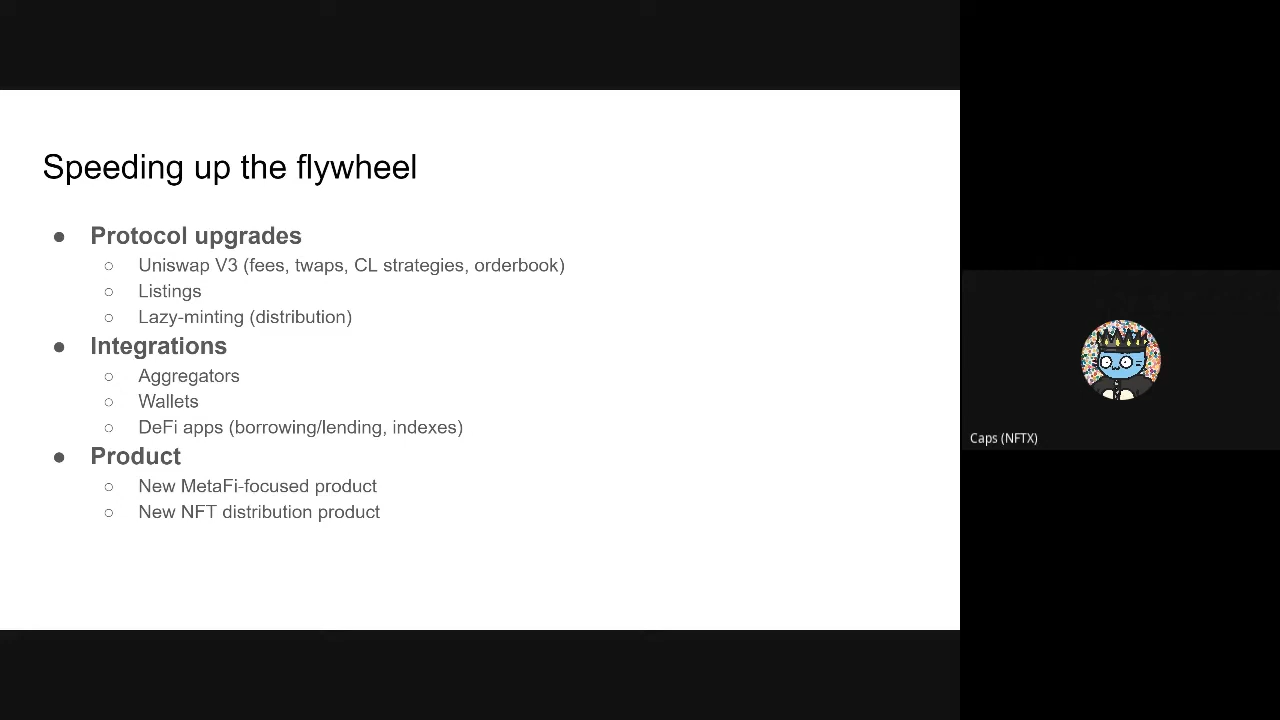 Speeding up the flywheel
● Protocol upgrades
○ Uniswap V3 (fees, twaps, CL strategies, orderbook)
○ Listings
○ Lazy-minting (distribution)
● Integrations
○ Aggregators
○ Wallets
○ DeFi apps (borrowing/lending, indexes)
● Product
○ New MetaFi-focused product
○ New NFT distribution product
Caps (NFTX)